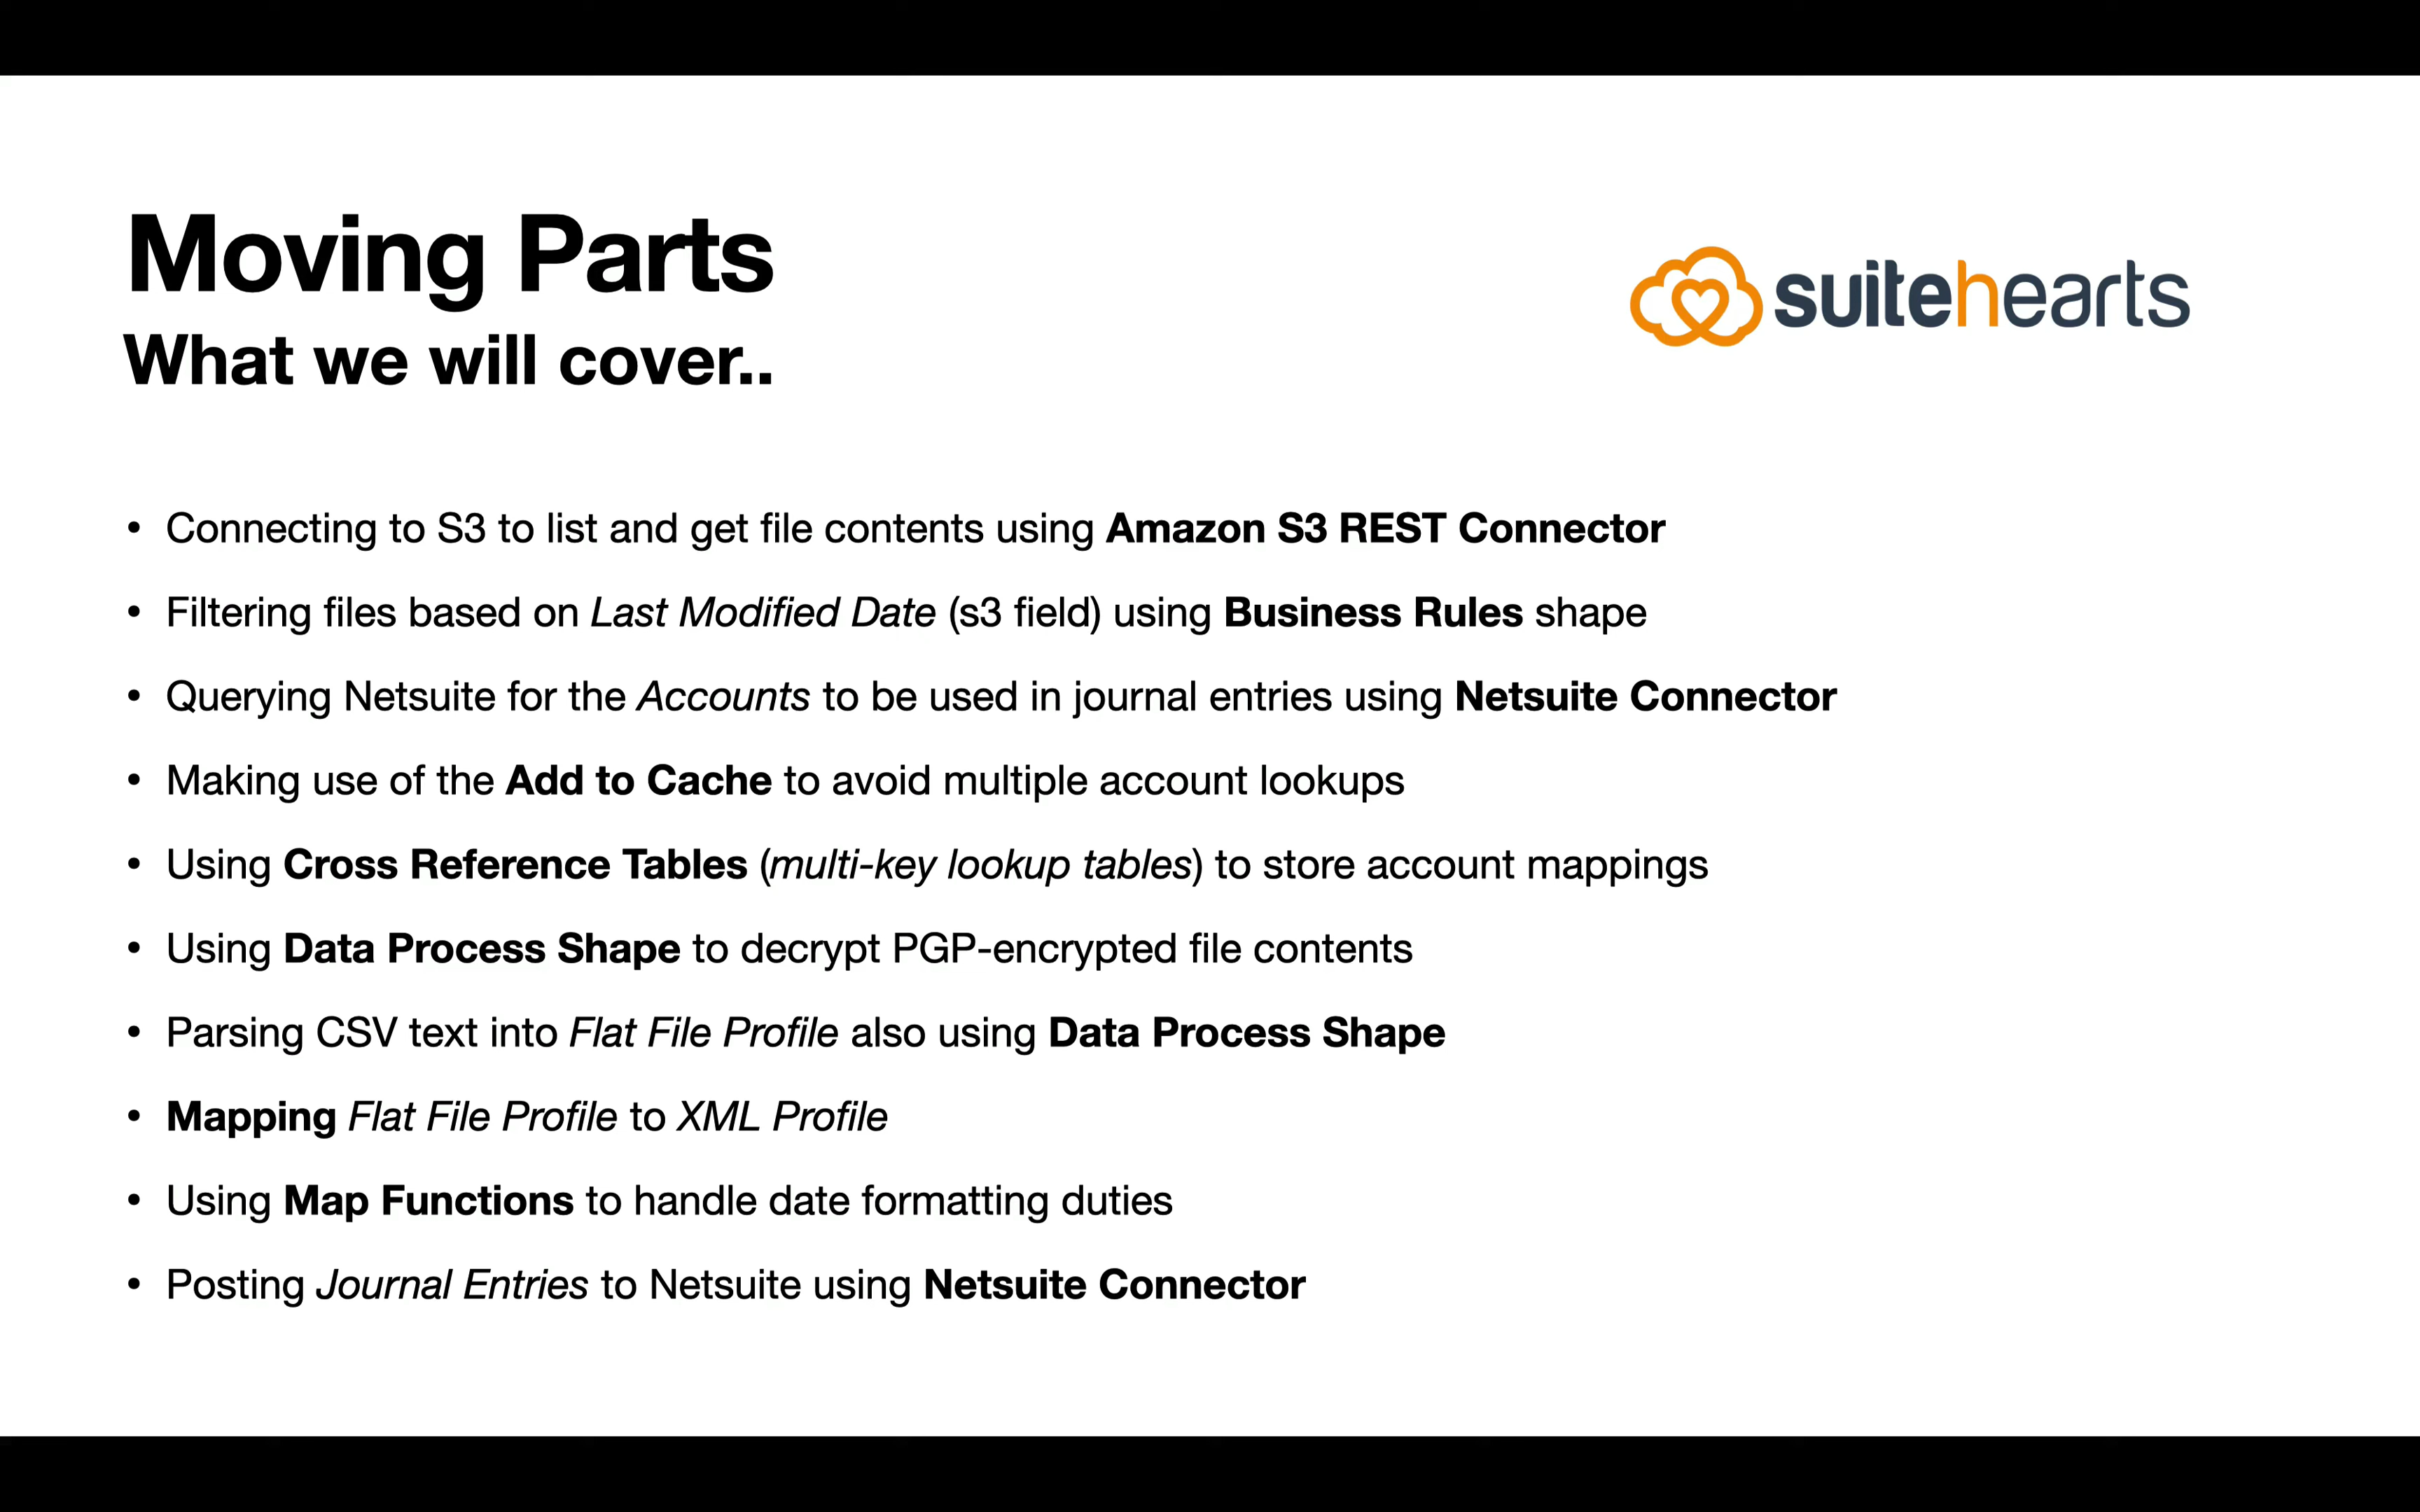 Moving Parts
suitehearts
What we will cover..
• Connecting to S3 to list and get file contents using Amazon S3 REST Connector
• Filtering files based on Last Modified Date (s3 field) using Business Rules shape
• Querying Netsuite for the Accounts to be used in journal entries using Netsuite Connector
• Making use of the Add to Cache to avoid multiple account lookups
• Using Cross Reference Tables (multi-key lookup tables) to store account mappings
• Using Data Process Shape to decrypt PGP-encrypted file contents
• Parsing CSV text into Flat File Profile also using Data Process Shape
• Mapping Flat File Profile to XML Profile
• Using Map Functions to handle date formatting duties
• Posting Journal Entries to Netsuite using Netsuite Connector